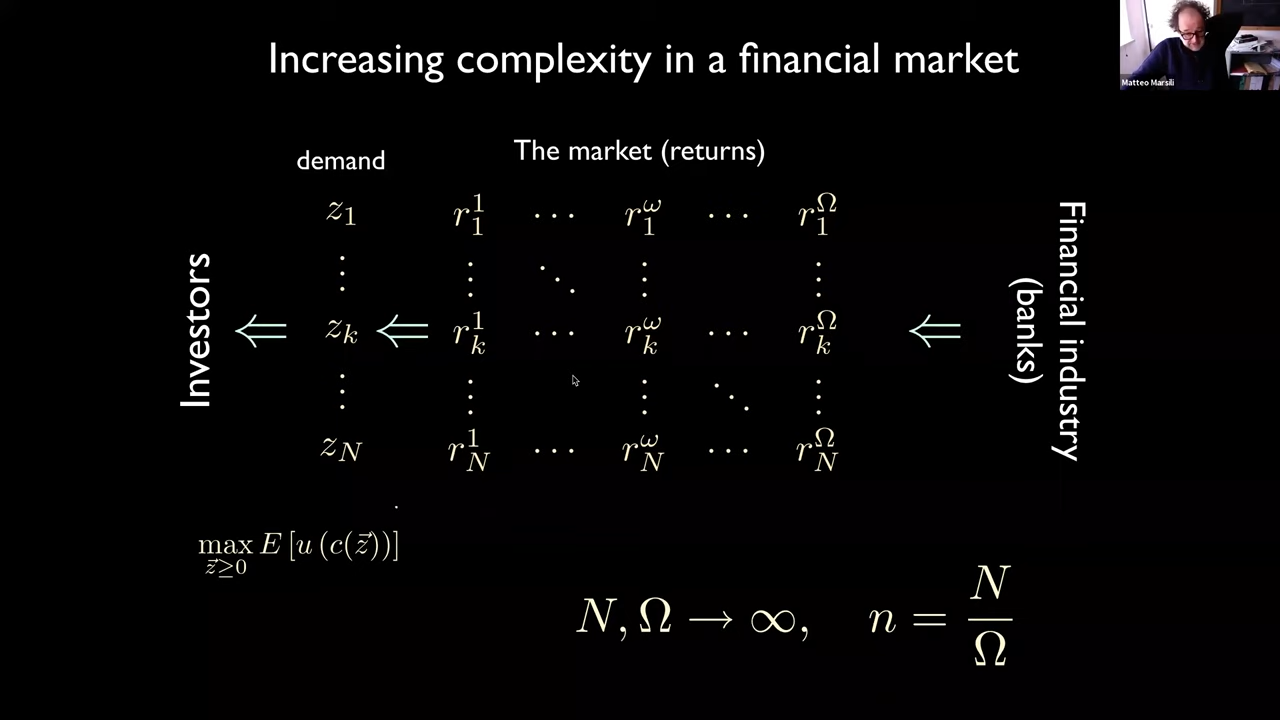 Increasing complexity in a financial market
Matteo Marsili
demand
The market (returns)
z_1 r_1^1 ⋯ r_1^ω ⋯ r_1^Ω
⋮ ⋮ ⋱ ⋮ ⋮
Investors ⇐ z_k ⇐ r_k^1 ⋯ r_k^ω ⋯ r_k^Ω ⇐
⋮ ⋮ ⋮ ⋱ ⋮
z_N r_N^1 ⋯ r_N^ω ⋯ r_N^Ω
Financial industry
(banks)
max_{z⃗≥0} E [u (c(z⃗))]
N, Ω → ∞, n = N/Ω